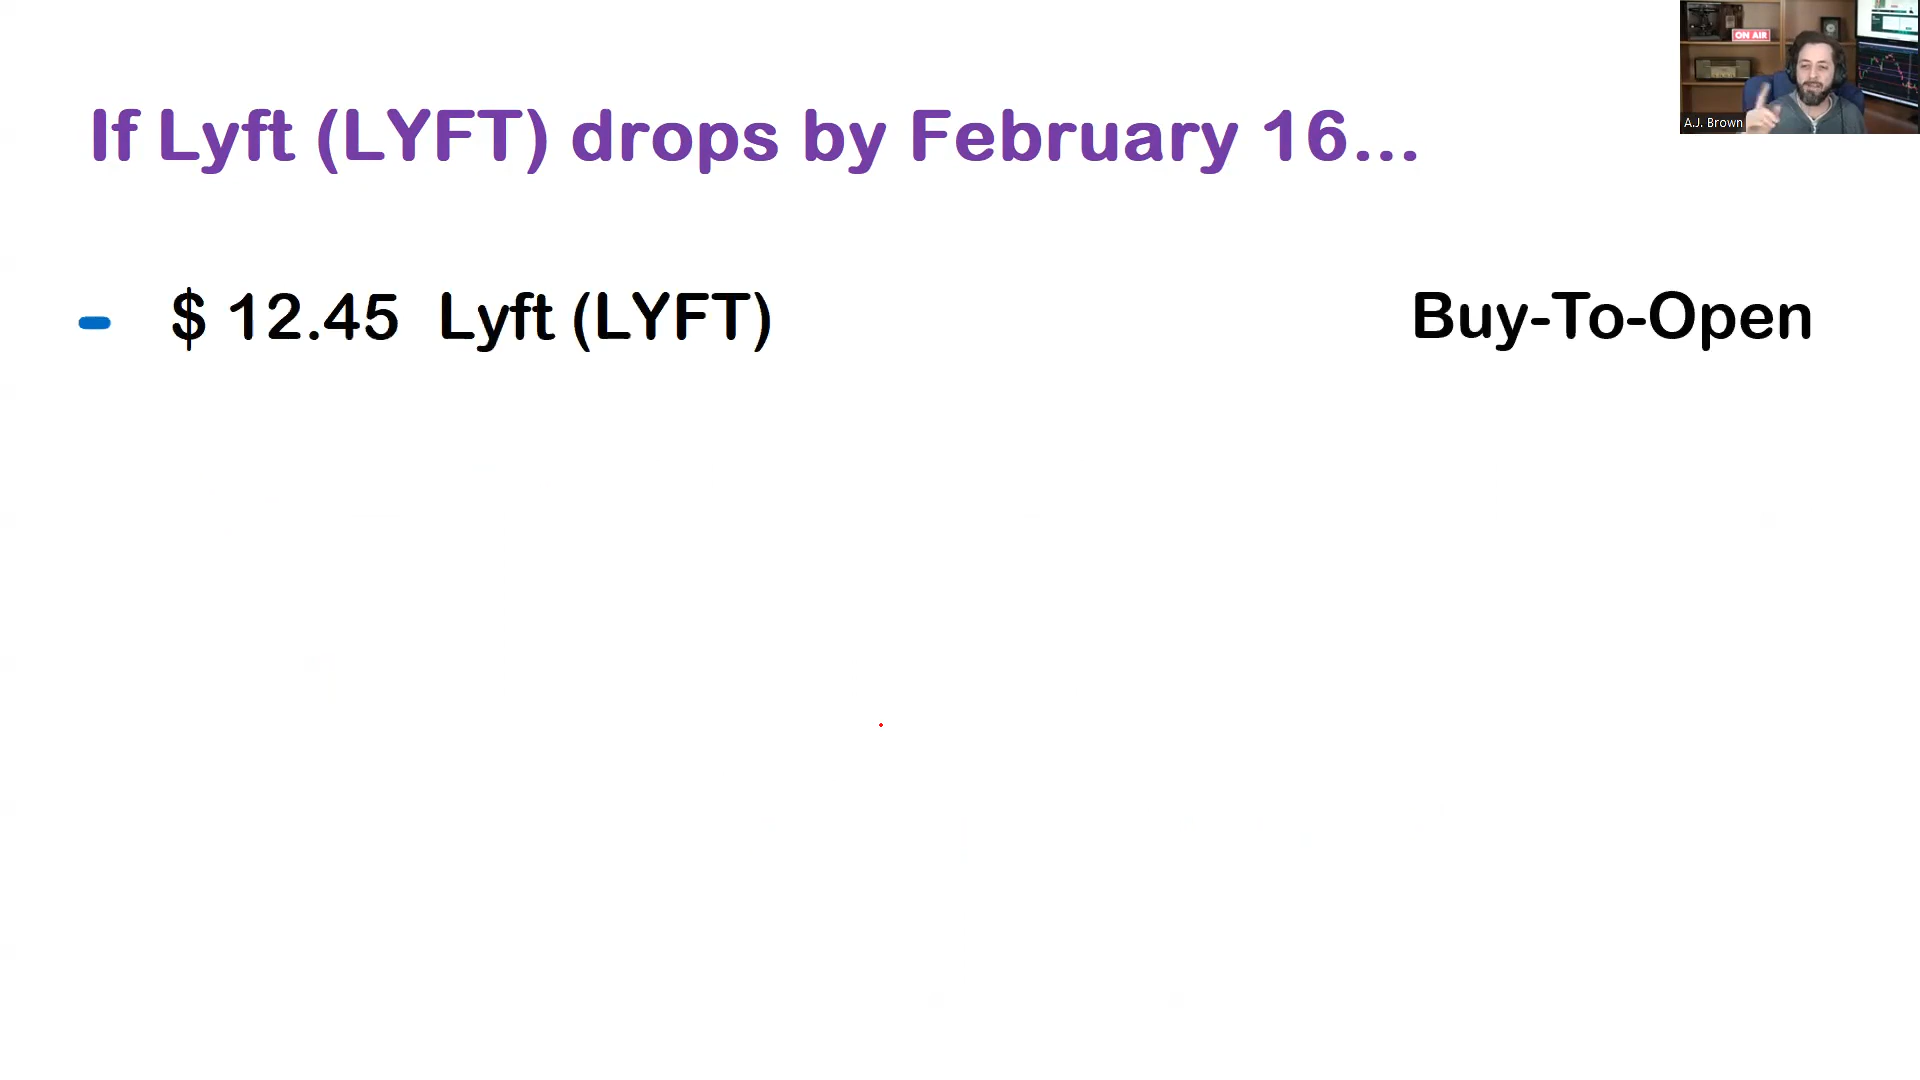 If Lyft (LYFT) drops by February 16...
- $ 12.45 Lyft (LYFT) Buy-To-Open
ON AIR
A.J. Brown